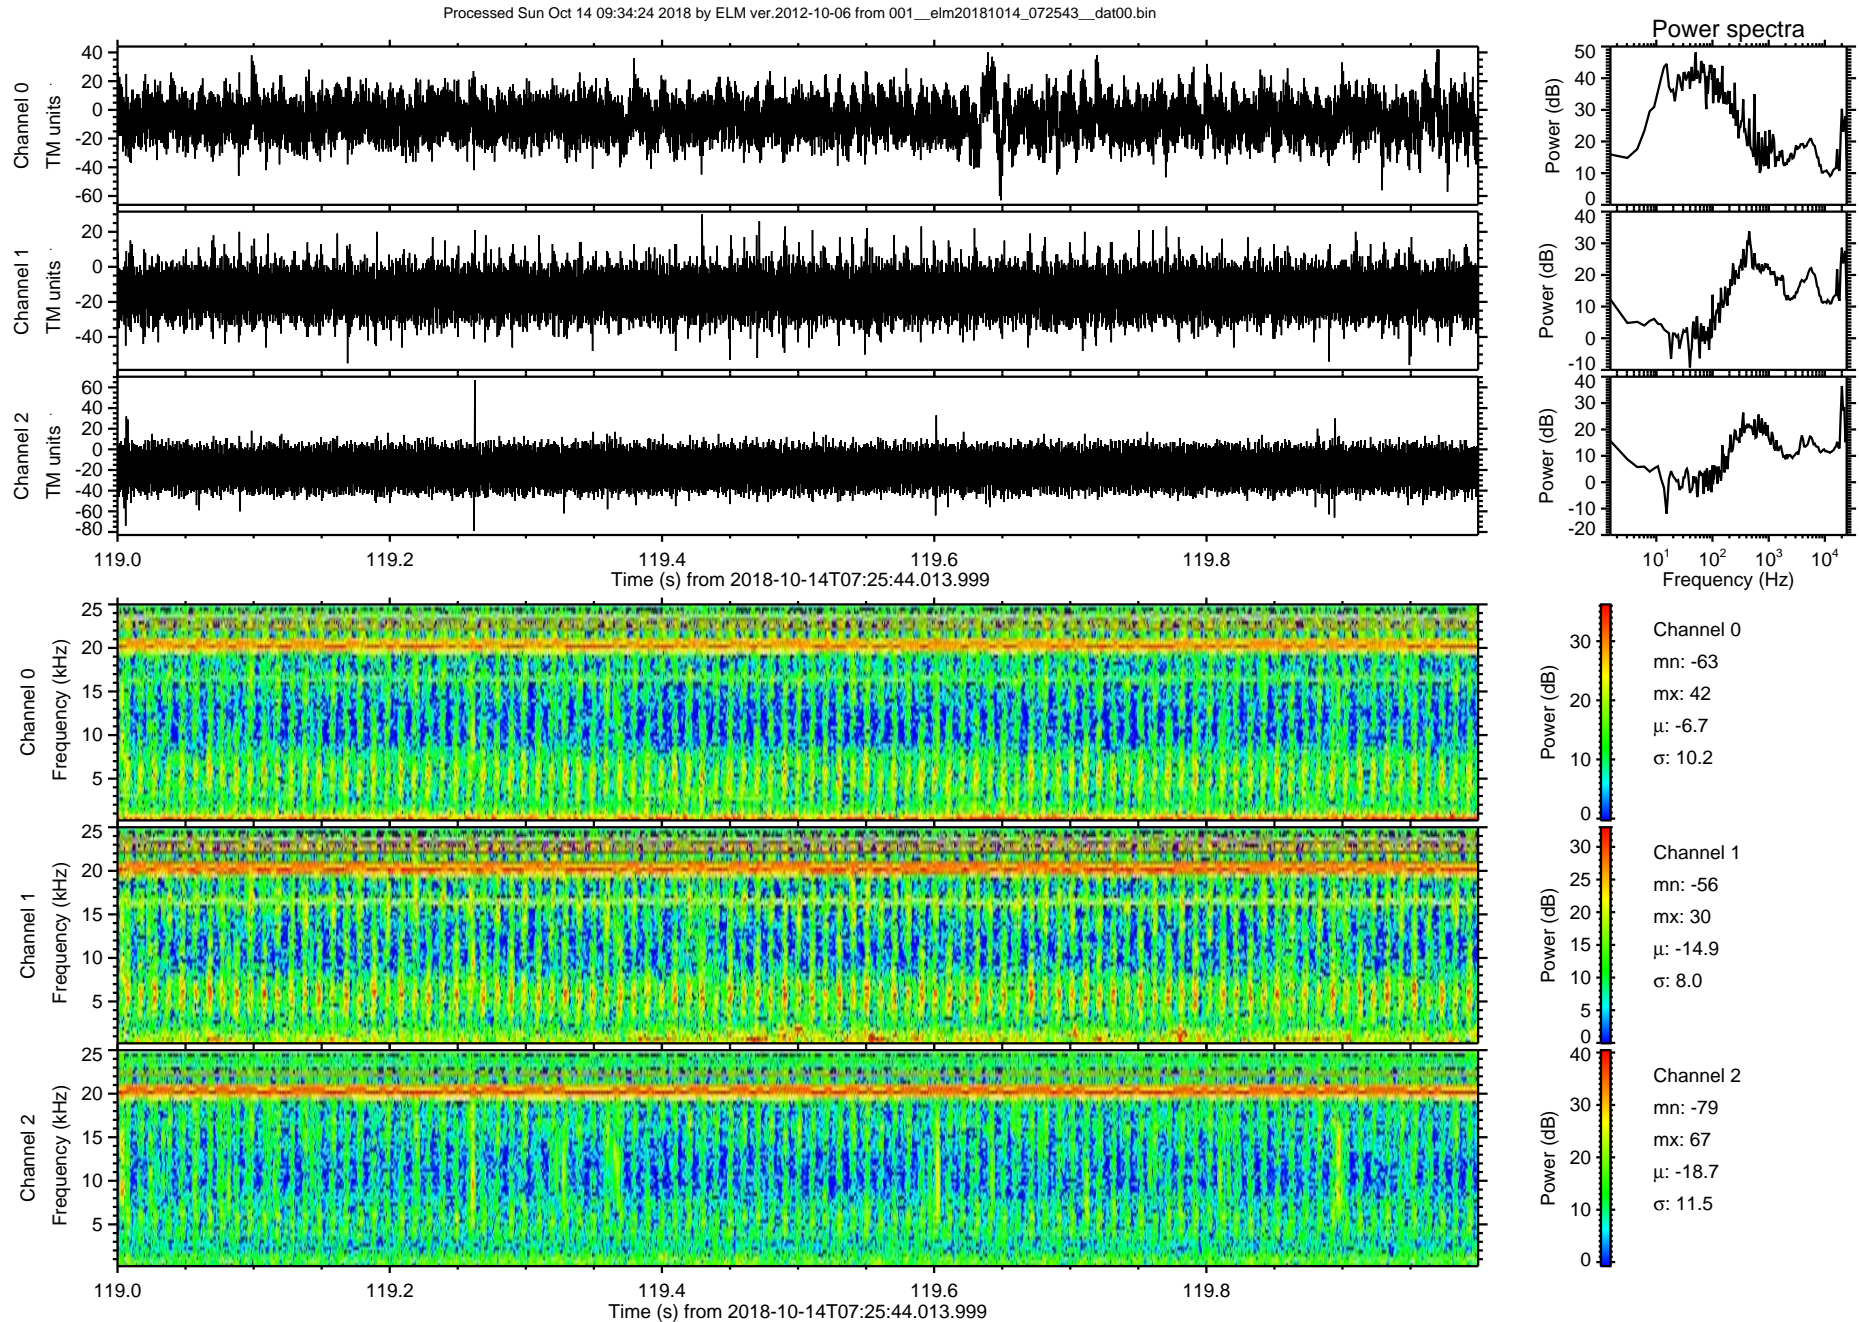 Processed Sun Oct 14 09:34:24 2018 by ELM ver.2012-10-06 from 001__elm20181014_072543__dat00.bin
Power spectra
Channel 0
TM units
40
20
0
-20
-40
-60
Power (dB)
50
40
30
20
10
0
Channel 1
TM units
20
0
-20
-40
Power (dB)
40
30
20
10
0
-10
Channel 2
TM units
60
40
20
0
-20
-40
-60
-80
Power (dB)
40
30
20
10
0
-10
-20
119.0 119.2 119.4 119.6 119.8
Time (s) from 2018-10-14T07:25:44.013.999
10¹ 10² 10³ 10⁴
Frequency (Hz)
Channel 0
Frequency (kHz)
25
20
15
10
5
Power (dB)
30
20
10
0
Channel 0
mn: -63
mx: 42
μ: -6.7
σ: 10.2
Channel 1
Frequency (kHz)
25
20
15
10
5
Power (dB)
30
25
20
15
10
5
0
Channel 1
mn: -56
mx: 30
μ: -14.9
σ: 8.0
Channel 2
Frequency (kHz)
25
20
15
10
5
Power (dB)
40
30
20
10
0
Channel 2
mn: -79
mx: 67
μ: -18.7
σ: 11.5
119.0 119.2 119.4 119.6 119.8
Time (s) from 2018-10-14T07:25:44.013.999